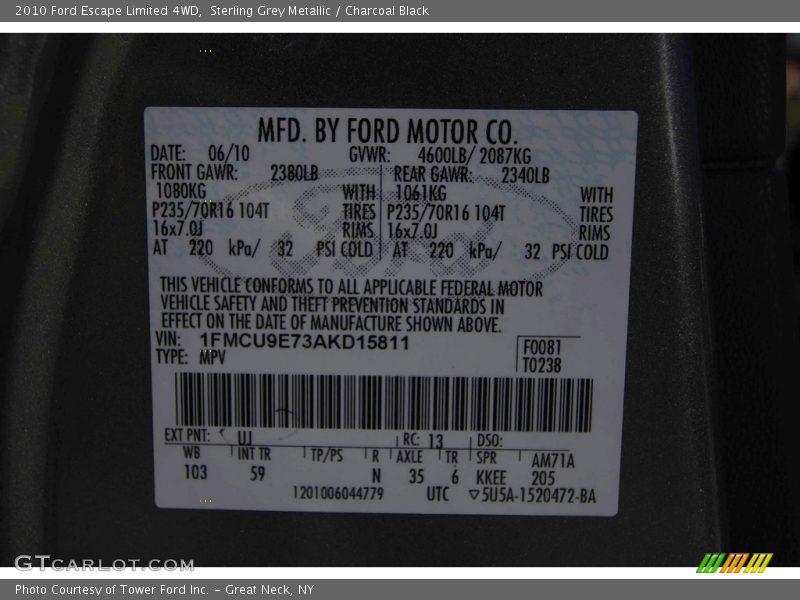 2010 Ford Escape Limited 4WD, Sterling Grey Metallic / Charcoal Black
MFD. BY FORD MOTOR CO.
DATE: 06/10 GVWR: 4600LB/ 2087KG
FRONT GAWR: 2380LB REAR GAWR: 2340LB
1080KG WITH 1061KG WITH
P235/70R16 104T TIRES P235/70R16 104T TIRES
16x7.0J RIMS 16x7.0J RIMS
AT 220 kPa/ 32 PSI COLD AT 220 kPa/ 32 PSI COLD
Ford
THIS VEHICLE CONFORMS TO ALL APPLICABLE FEDERAL MOTOR
VEHICLE SAFETY AND THEFT PREVENTION STANDARDS IN
EFFECT ON THE DATE OF MANUFACTURE SHOWN ABOVE.
VIN: 1FMCU9E73AKD15811 F0081
TYPE: MPV T0238
EXT PNT: UJ RC: 13 DSO:
WB INT TR TP/PS R AXLE TR SPR AM71A
103 59 N 35 6 KKEE 205
1201006044779 UTC ▽5U5A-1520472-BA
GTCARLOT.COM
Photo Courtesy of Tower Ford Inc. - Great Neck, NY